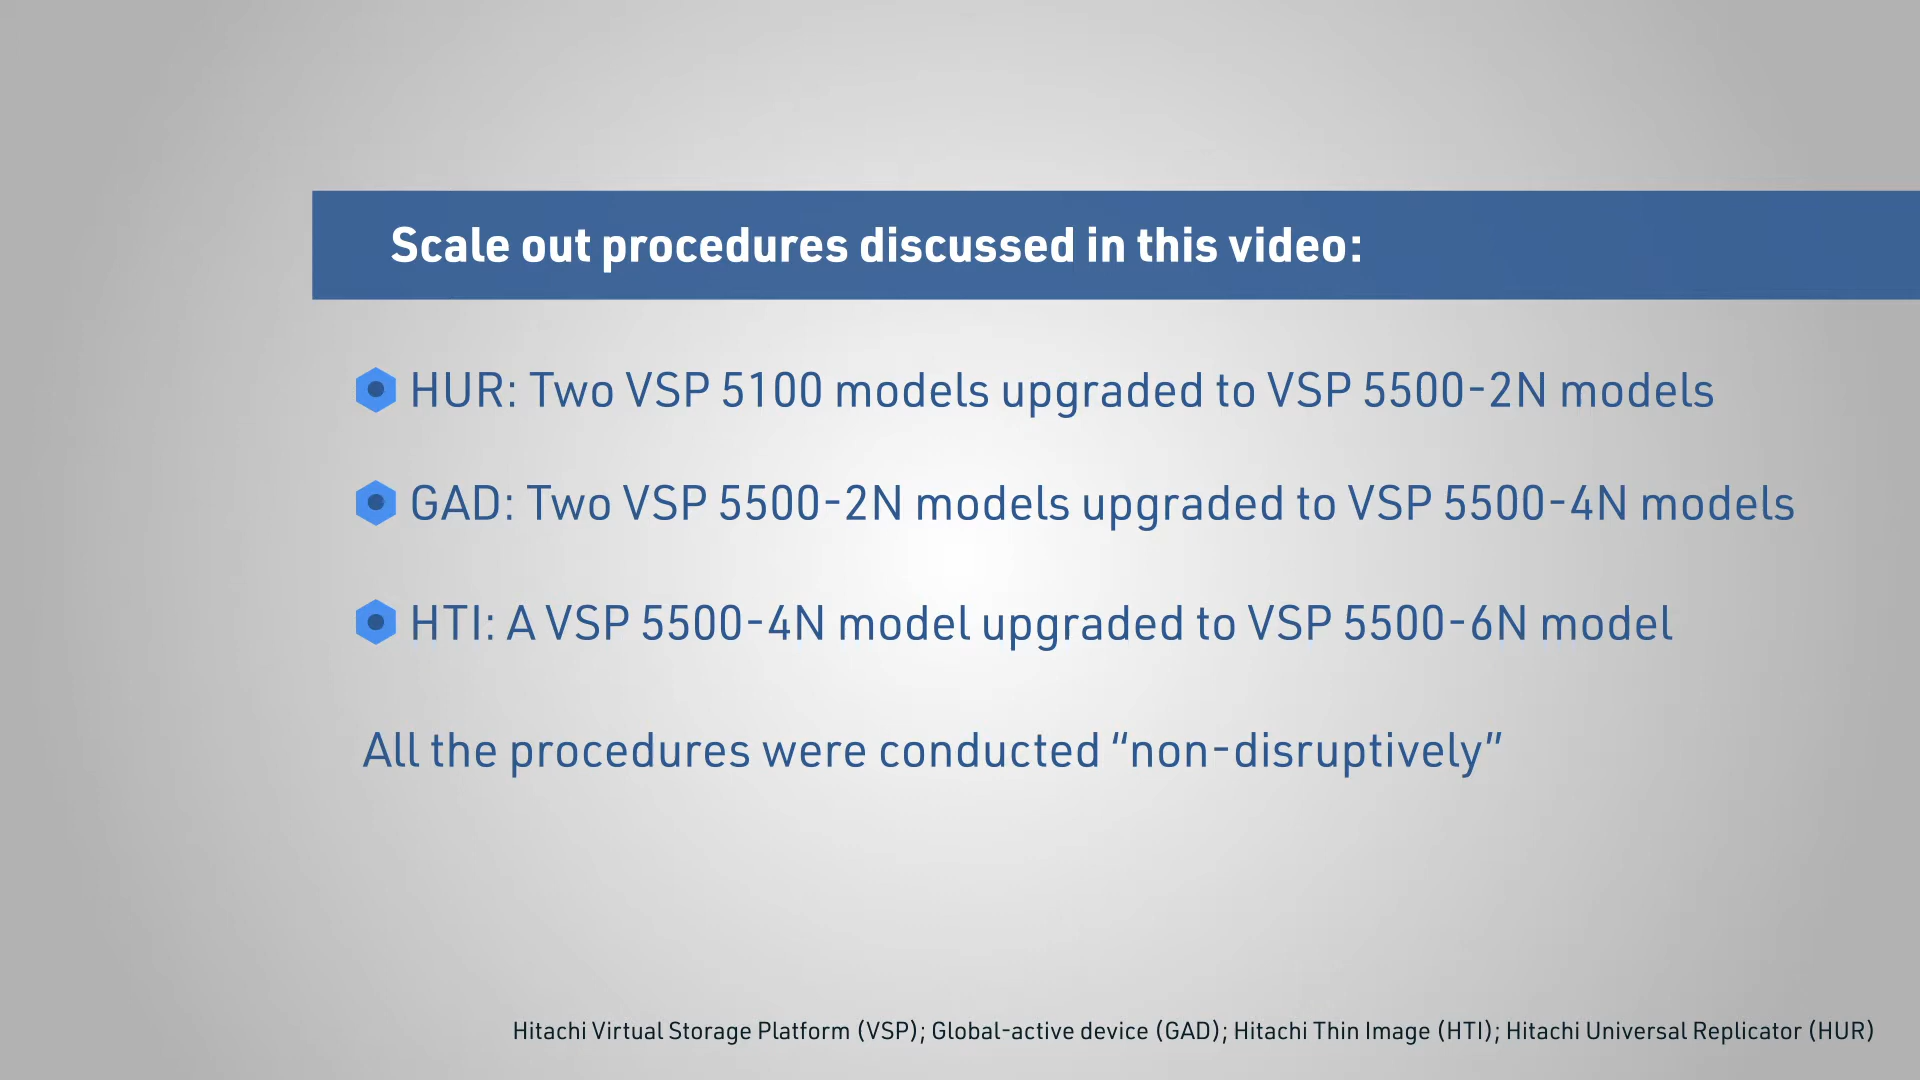 Scale out procedures discussed in this video:
HUR: Two VSP 5100 models upgraded to VSP 5500-2N models
GAD: Two VSP 5500-2N models upgraded to VSP 5500-4N models
HTI: A VSP 5500-4N model upgraded to VSP 5500-6N model
All the procedures were conducted “non-disruptively”
Hitachi Virtual Storage Platform (VSP); Global-active device (GAD); Hitachi Thin Image (HTI); Hitachi Universal Replicator (HUR)